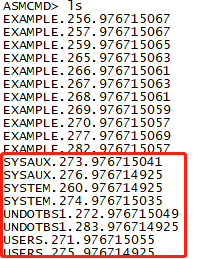 ASMCMD> ls
EXAMPLE.256.976715067
EXAMPLE.257.976715067
EXAMPLE.259.976715065
EXAMPLE.265.976715063
EXAMPLE.266.976715061
EXAMPLE.267.976715063
EXAMPLE.268.976715061
EXAMPLE.269.976715059
EXAMPLE.270.976715057
EXAMPLE.277.976715069
EXAMPLE.282.976715057
SYSAUX.273.976715041
SYSAUX.276.976714925
SYSTEM.260.976714925
SYSTEM.274.976715035
UNDOTBS1.272.976715049
UNDOTBS1.283.976714925
USERS.271.976715055
USERS.275.976714925